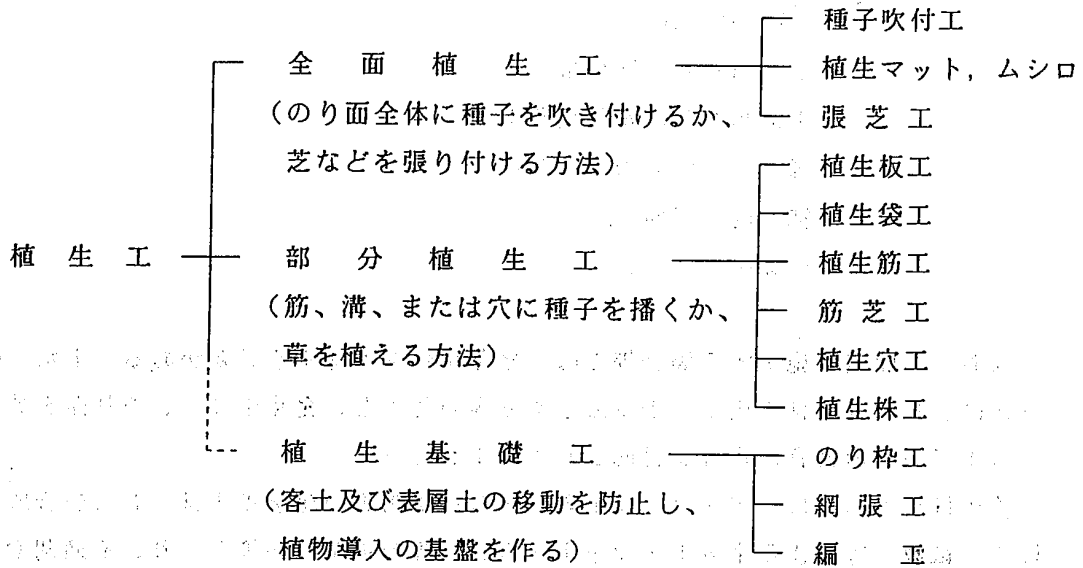 種子吹付工
全面植生工
植生マット，ムシロ
（のり面全体に種子を吹き付けるか、
張芝工
芝などを張り付ける方法）
植生板工
植生袋工
植生工
部分植生工
植生筋工
（筋、溝、または穴に種子を播くか、
筋芝工
草を植える方法）
植生穴工
植生株工
植生基礎工
のり枠工
（客土及び表層土の移動を防止し、
網張工
植物導入の基盤を作る）
編工